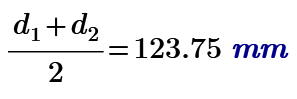 (d₁ + d₂)/2 = 123.75 mm